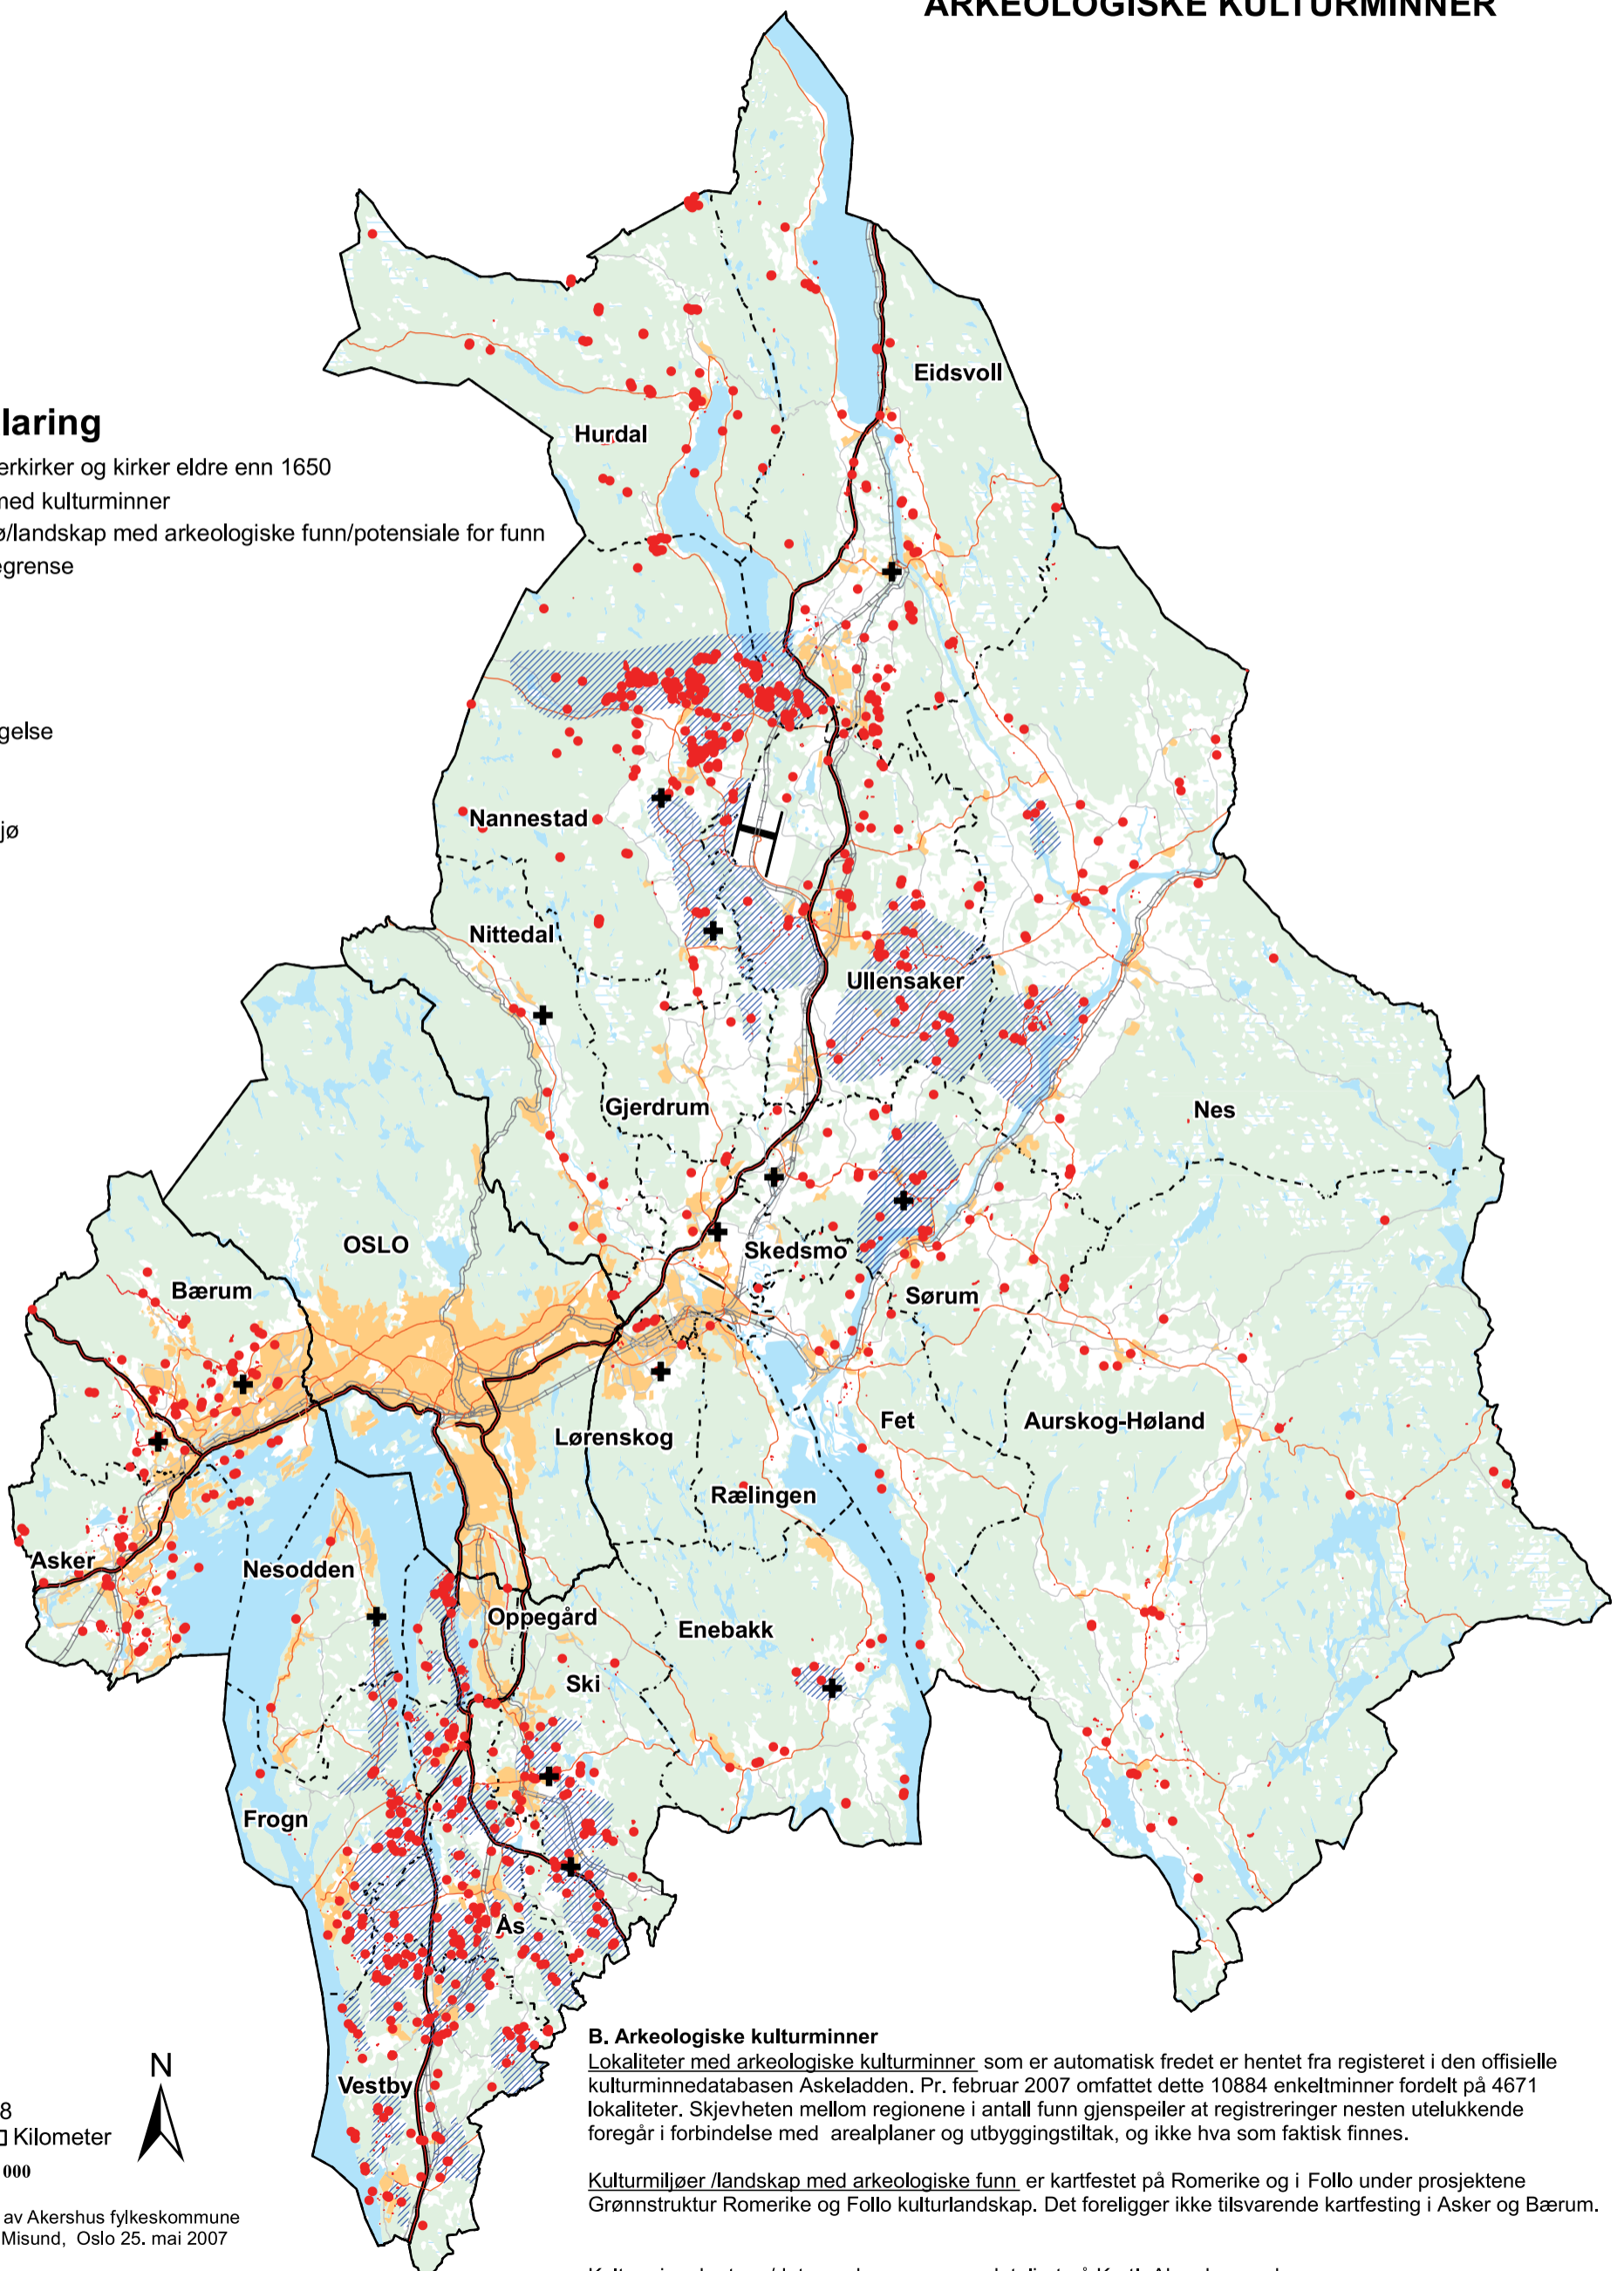 ARKEOLOGISKE KULTURMINNER
Eidsvoll
laring
Hurdal
erkirker og kirker eldre enn 1650
med kulturminner
ø/landskap med arkeologiske funn/potensiale for funn
egrense
gelse
jø
Nannestad
Nittedal
Ullensaker
Gjerdrum
Nes
OSLO
Skedsmo
Bærum
Sørum
Fet
Aurskog-Høland
Lørenskog
Rælingen
Asker
Nesodden
Oppegård
Enebakk
Ski
Frogn
Ås
Vestby
N
8
Kilometer
000
av Akershus fylkeskommune
Misund, Oslo 25. mai 2007
B. Arkeologiske kulturminner
Lokaliteter med arkeologiske kulturminner som er automatisk fredet er hentet fra registeret i den offisielle
kulturminnedatabasen Askeladden. Pr. februar 2007 omfattet dette 10884 enkeltminner fordelt på 4671
lokaliteter. Skjevheten mellom regionene i antall funn gjenspeiler at registreringer nesten utelukkende
foregår i forbindelse med arealplaner og utbyggingstiltak, og ikke hva som faktisk finnes.
Kulturmiljøer /landskap med arkeologiske funn er kartfestet på Romerike og i Follo under prosjektene
Grønnstruktur Romerike og Follo kulturlandskap. Det foreligger ikke tilsvarende kartfesting i Asker og Bærum.